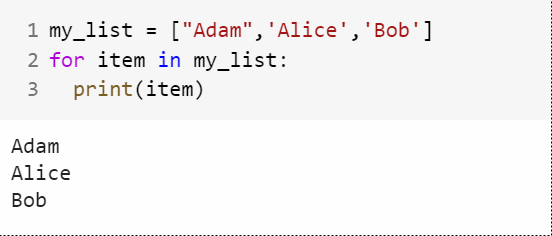 1 my_list = ["Adam",'Alice','Bob']
2 for item in my_list:
3   print(item)
Adam
Alice
Bob